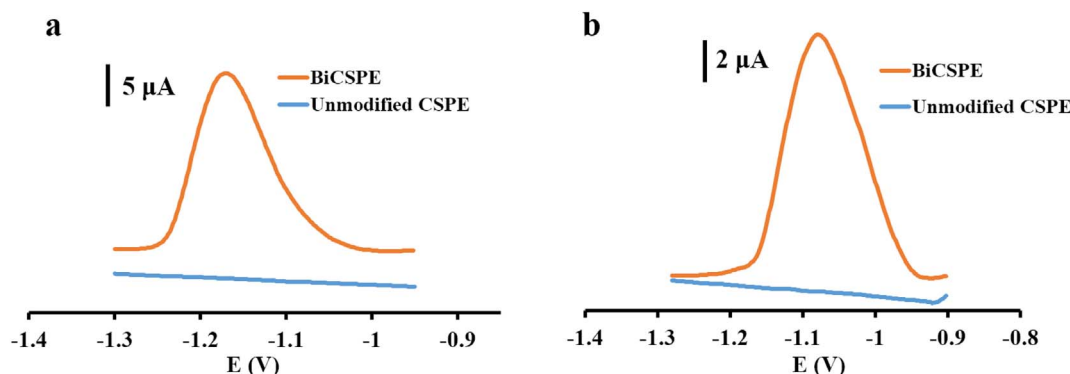 a
5 μA
BiCSPE
Unmodified CSPE
-1.4 -1.3 -1.2 -1.1 -1 -0.9
E (V)
b
2 μA
BiCSPE
Unmodified CSPE
-1.4 -1.3 -1.2 -1.1 -1 -0.9 -0.8
E (V)